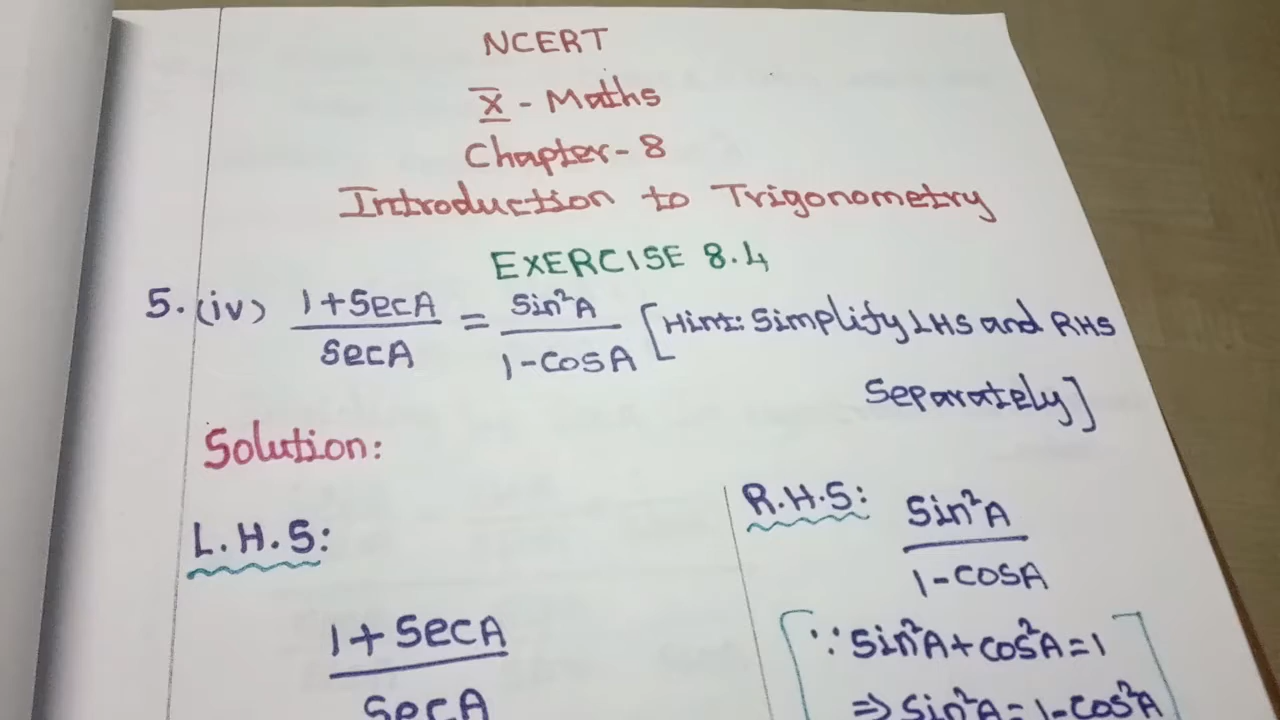 NCERT
X - Maths
Chapter - 8
Introduction to Trigonometry
EXERCISE 8.4
5. (iv) (1+SecA)/(SecA) = (Sin²A)/(1-COSA) [Hint: Simplify LHS and RHS
Separately]
Solution:
L.H.S:
(1+SecA)/(SecA)
R.H.S: (Sin²A)/(1-COSA)
[∵ Sin²A+COS²A=1
⇒ Sin²A=1-COS²A]